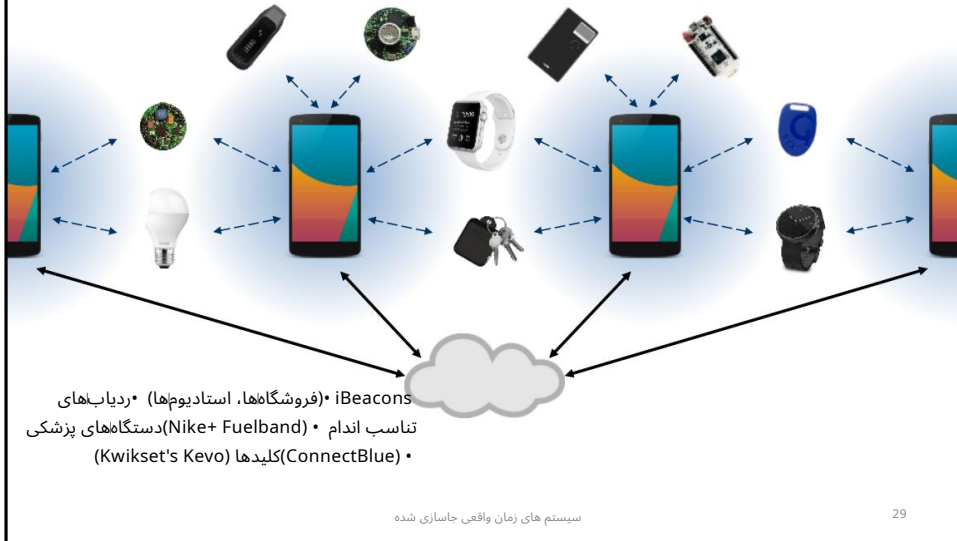 iBeacons •(فروشگاه‌ها، استادیوم‌ها) •ردیاب‌های
تناسب اندام • (Nike+ Fuelband)دستگاه‌های پزشکی
• (ConnectBlue)کلیدها (Kwikset's Kevo)
سیستم های زمان واقعی جاسازی شده
29